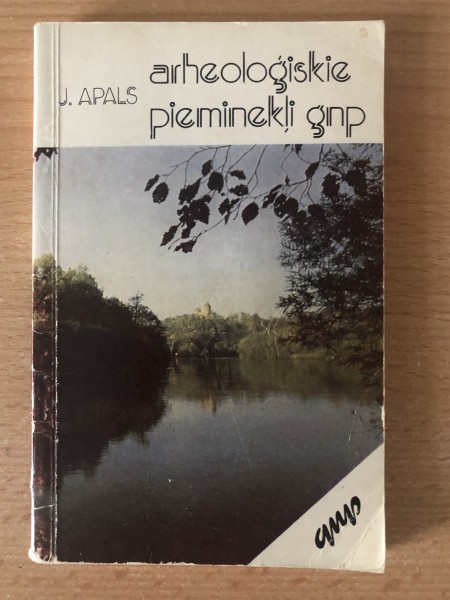 J. APALS
arheoloģiskie
pieminekļi gnp
gnp